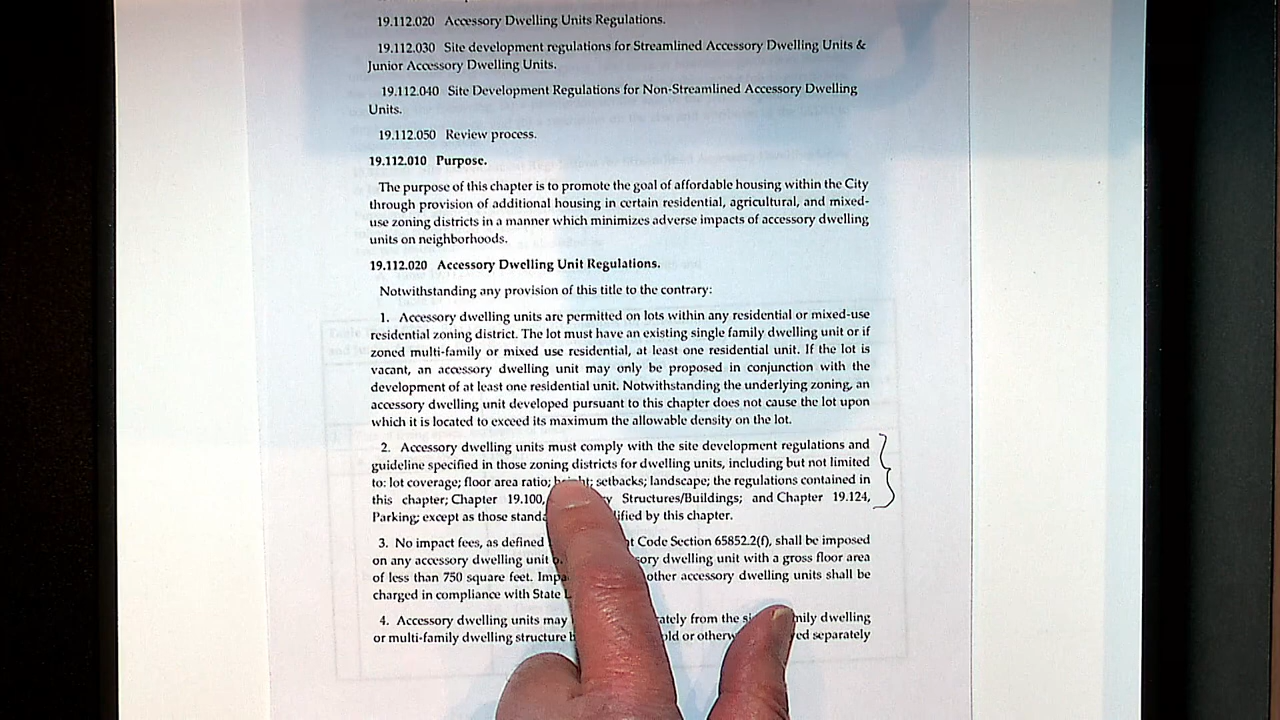 19.112.020 Accessory Dwelling Units Regulations.
19.112.030 Site development regulations for Streamlined Accessory Dwelling Units &
Junior Accessory Dwelling Units.
19.112.040 Site Development Regulations for Non-Streamlined Accessory Dwelling
Units.
19.112.050 Review process.
19.112.010 Purpose.
The purpose of this chapter is to promote the goal of affordable housing within the City
through provision of additional housing in certain residential, agricultural, and mixed-
use zoning districts in a manner which minimizes adverse impacts of accessory dwelling
units on neighborhoods.
19.112.020 Accessory Dwelling Unit Regulations.
Notwithstanding any provision of this title to the contrary:
1. Accessory dwelling units are permitted on lots within any residential or mixed-use
residential zoning district. The lot must have an existing single family dwelling unit or if
zoned multi-family or mixed use residential, at least one residential unit. If the lot is
vacant, an accessory dwelling unit may only be proposed in conjunction with the
development of at least one residential unit. Notwithstanding the underlying zoning, an
accessory dwelling unit developed pursuant to this chapter does not cause the lot upon
which it is located to exceed its maximum the allowable density on the lot.
2. Accessory dwelling units must comply with the site development regulations and
guideline specified in those zoning districts for dwelling units, including but not limited
to: lot coverage; floor area ratio; height; setbacks; landscape; the regulations contained in
this chapter; Chapter 19.100, Structures/Buildings; and Chapter 19.124,
Parking; except as those by this chapter.
3. No impact fees, as defined Code Section 65852.2(f), shall be imposed
on any accessory dwelling unit dwelling unit with a gross floor area
of less than 750 square feet. other accessory dwelling units shall be
charged in compliance with State
4. Accessory dwelling units may from the dwelling
or multi-family dwelling structure or separately